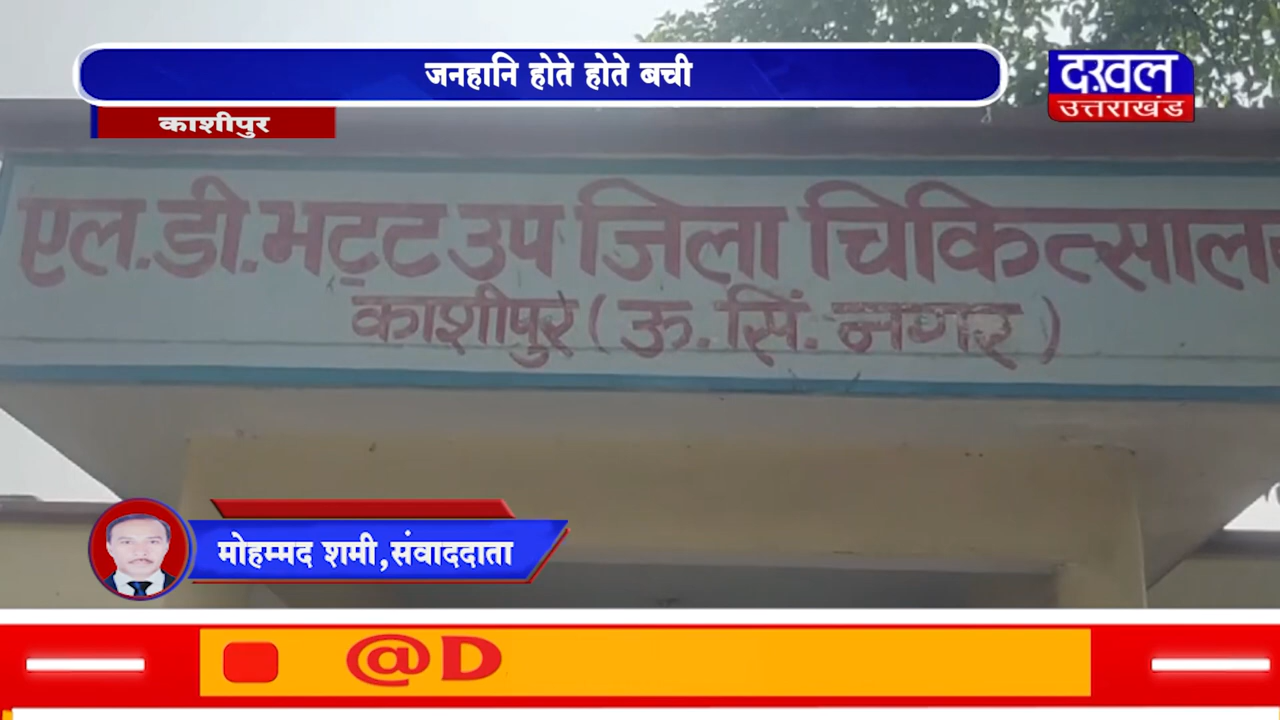 जनहानि होते होते बची
दख़ल
उत्तराखंड
काशीपुर
एल.डी.भट्ट उप जिला चिकित्साल
काशीपुर (ऊ.सिं.नगर)
मोहम्मद शमी,संवाददाता
@D